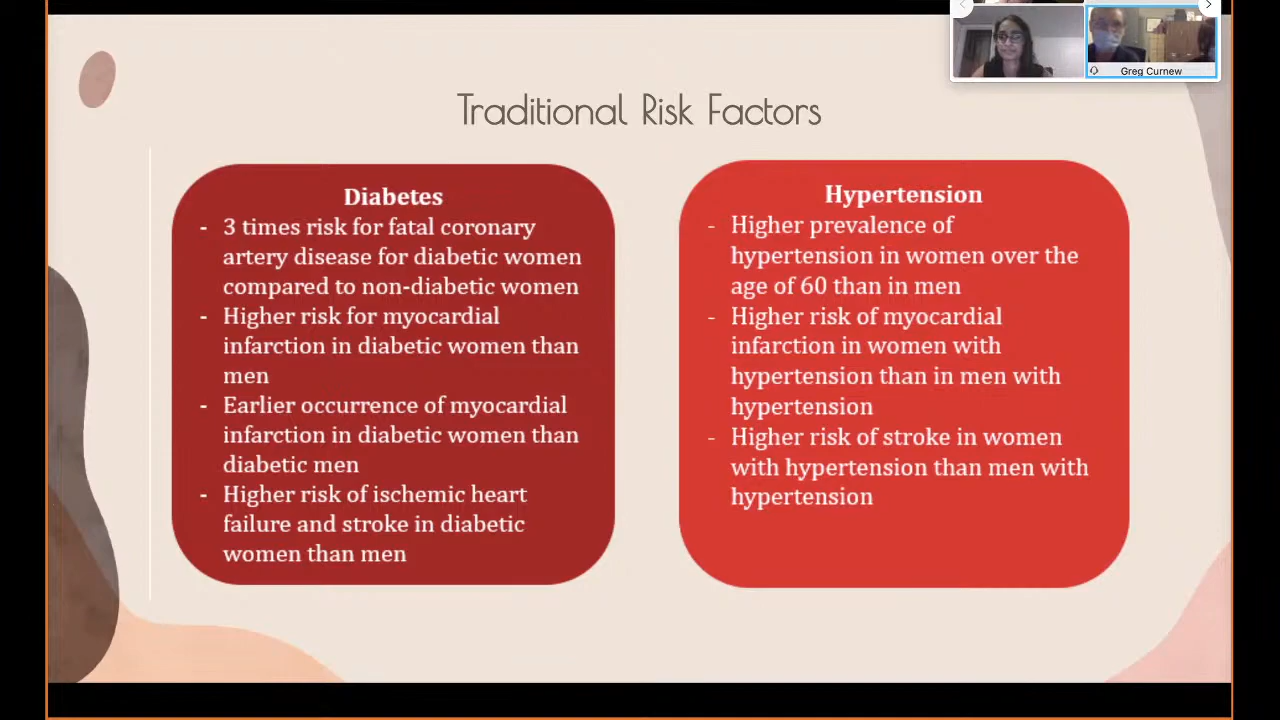 Greg Curnew
Traditional Risk Factors
Diabetes
- 3 times risk for fatal coronary
artery disease for diabetic women
compared to non-diabetic women
- Higher risk for myocardial
infarction in diabetic women than
men
- Earlier occurrence of myocardial
infarction in diabetic women than
diabetic men
- Higher risk of ischemic heart
failure and stroke in diabetic
women than men
Hypertension
- Higher prevalence of
hypertension in women over the
age of 60 than in men
- Higher risk of myocardial
infarction in women with
hypertension than in men with
hypertension
- Higher risk of stroke in women
with hypertension than men with
hypertension